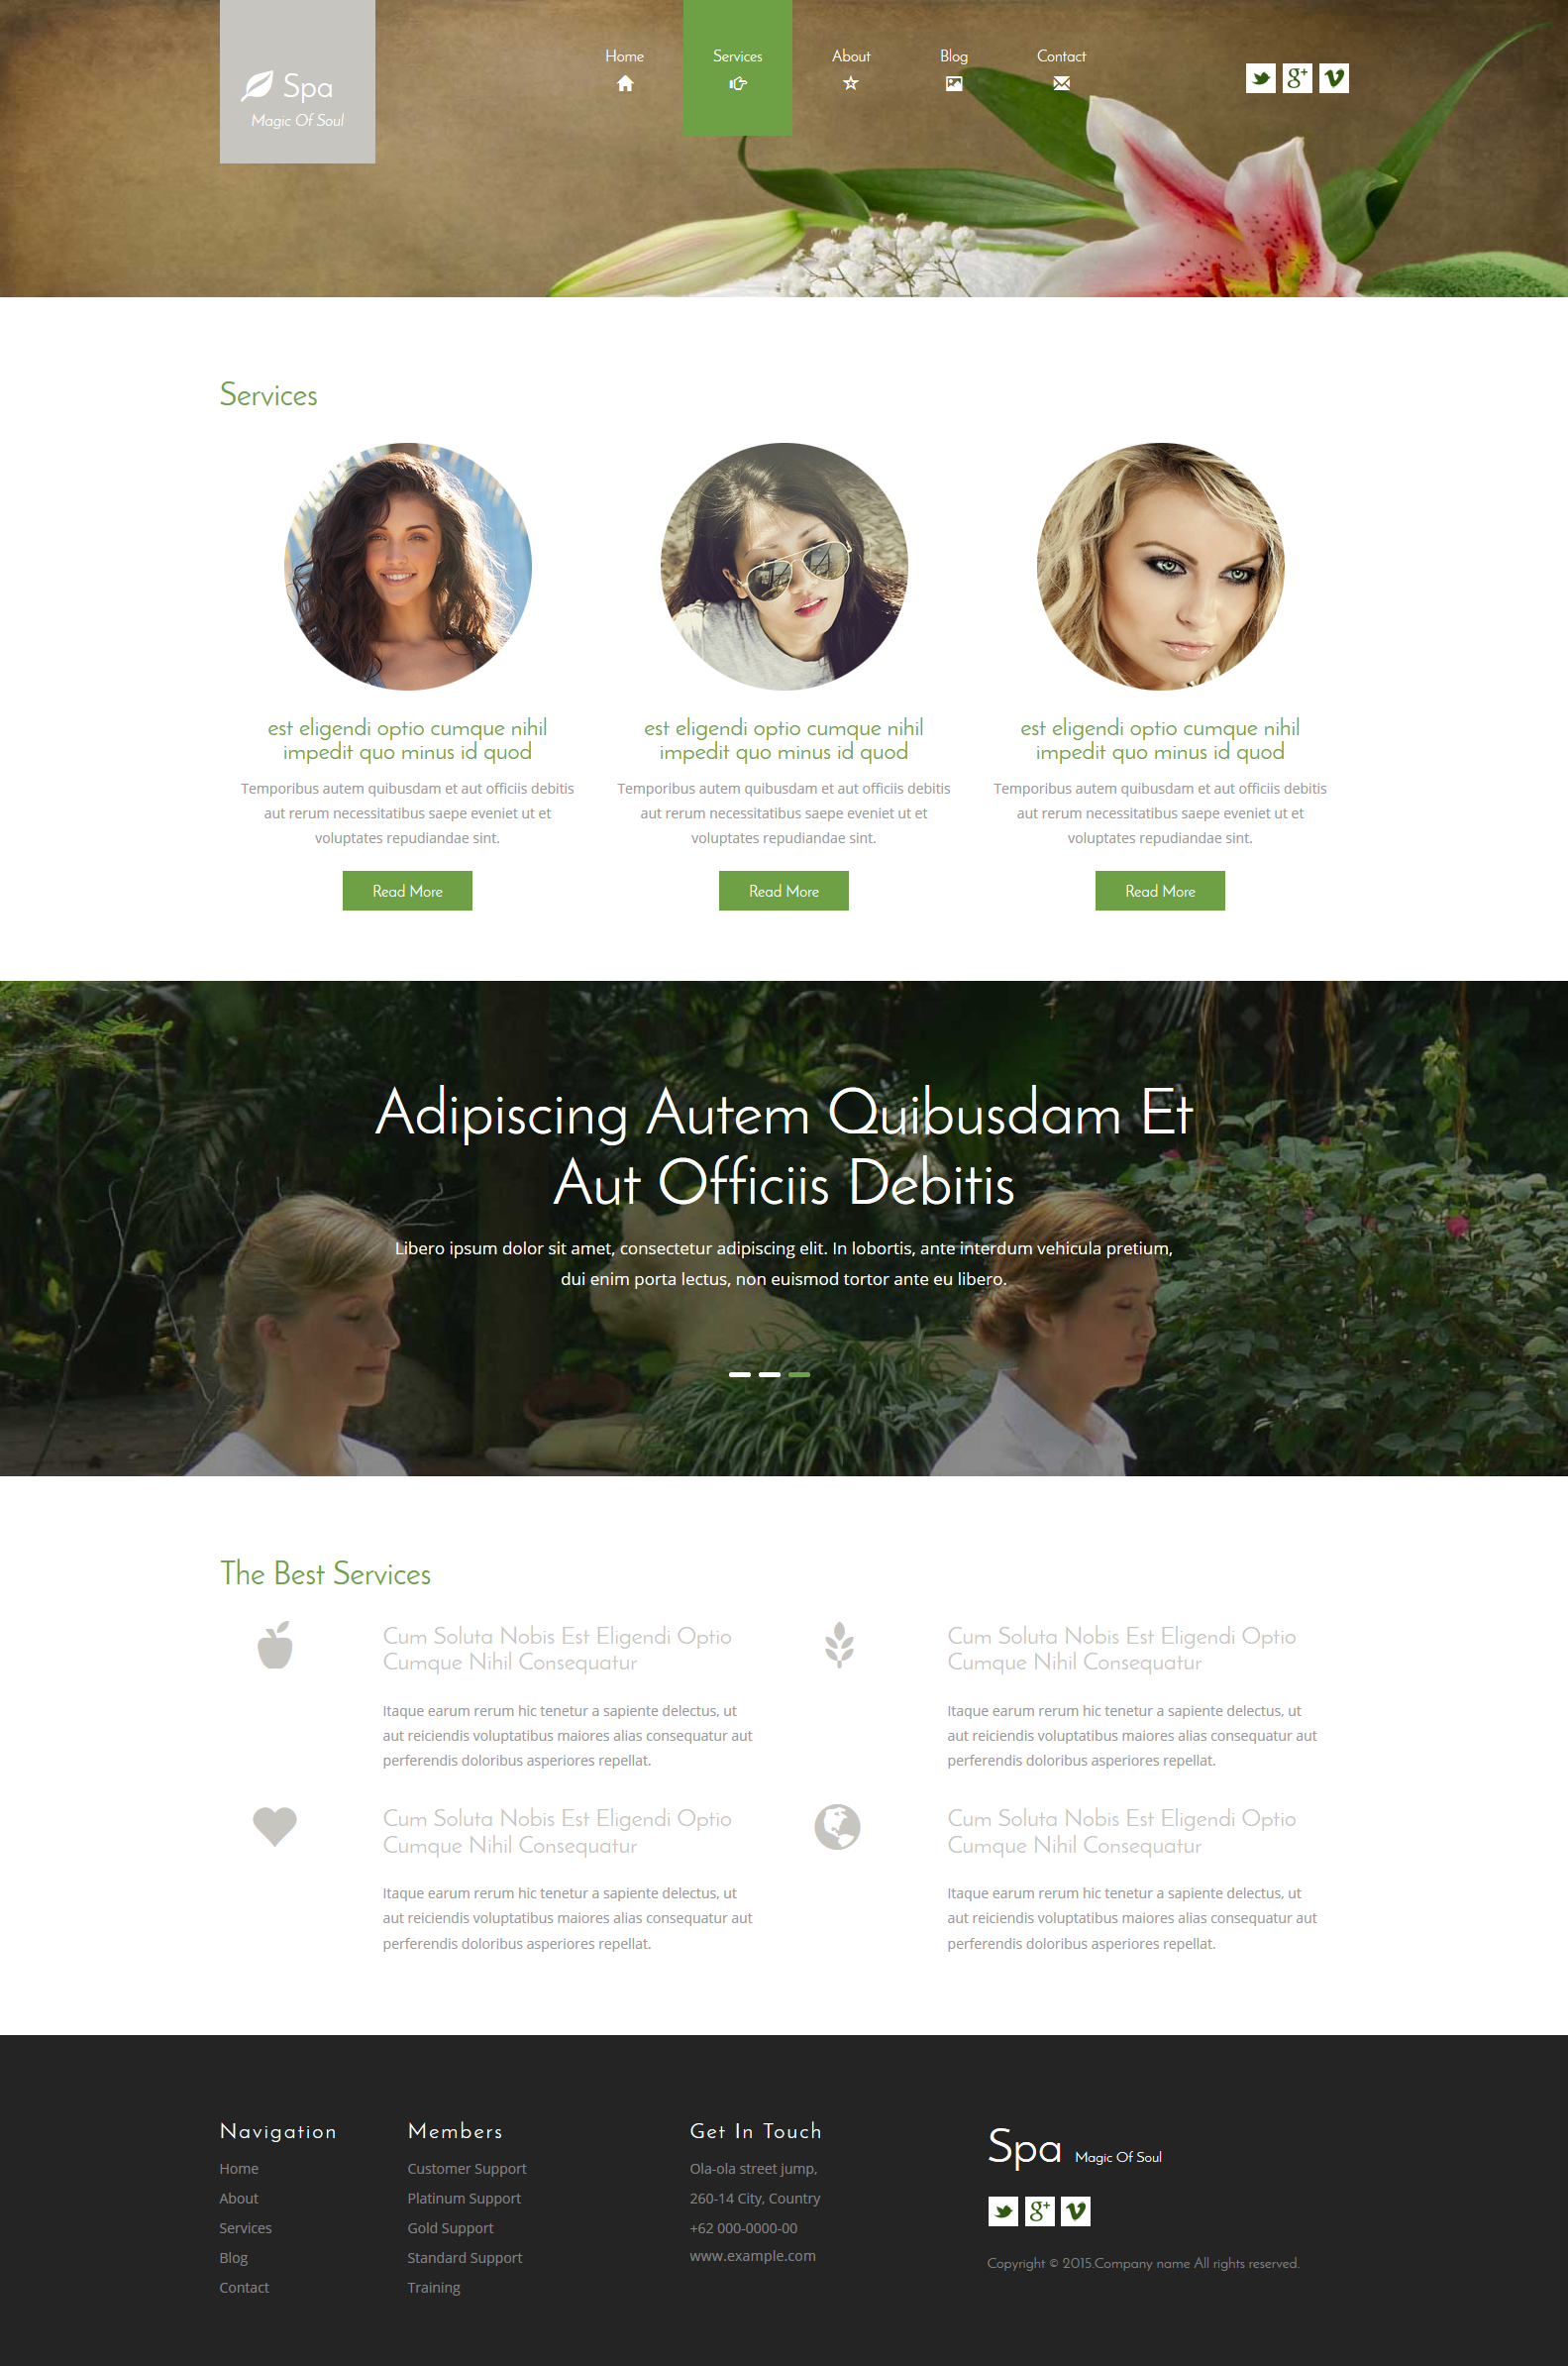 Spa
Magic Of Soul
Home
Services
About
Blog
Contact
Services
est eligendi optio cumque nihil
impedit quo minus id quod
Temporibus autem quibusdam et aut officiis debitis
aut rerum necessitatibus saepe eveniet ut et
voluptates repudiandae sint.
Read More
est eligendi optio cumque nihil
impedit quo minus id quod
Temporibus autem quibusdam et aut officiis debitis
aut rerum necessitatibus saepe eveniet ut et
voluptates repudiandae sint.
Read More
est eligendi optio cumque nihil
impedit quo minus id quod
Temporibus autem quibusdam et aut officiis debitis
aut rerum necessitatibus saepe eveniet ut et
voluptates repudiandae sint.
Read More
Adipiscing Autem Quibusdam Et
Aut Officiis Debitis
Libero ipsum dolor sit amet, consectetur adipiscing elit. In lobortis, ante interdum vehicula pretium,
dui enim porta lectus, non euismod tortor ante eu libero.
The Best Services
Cum Soluta Nobis Est Eligendi Optio
Cumque Nihil Consequatur
Itaque earum rerum hic tenetur a sapiente delectus, ut
aut reiciendis voluptatibus maiores alias consequatur aut
perferendis doloribus asperiores repellat.
Cum Soluta Nobis Est Eligendi Optio
Cumque Nihil Consequatur
Itaque earum rerum hic tenetur a sapiente delectus, ut
aut reiciendis voluptatibus maiores alias consequatur aut
perferendis doloribus asperiores repellat.
Cum Soluta Nobis Est Eligendi Optio
Cumque Nihil Consequatur
Itaque earum rerum hic tenetur a sapiente delectus, ut
aut reiciendis voluptatibus maiores alias consequatur aut
perferendis doloribus asperiores repellat.
Cum Soluta Nobis Est Eligendi Optio
Cumque Nihil Consequatur
Itaque earum rerum hic tenetur a sapiente delectus, ut
aut reiciendis voluptatibus maiores alias consequatur aut
perferendis doloribus asperiores repellat.
Navigation
Home
About
Services
Blog
Contact
Members
Customer Support
Platinum Support
Gold Support
Standard Support
Training
Get In Touch
Ola-ola street jump,
260-14 City, Country
+62 000-0000-00
www.example.com
Spa Magic Of Soul
Copyright © 2015.Company name All rights reserved.